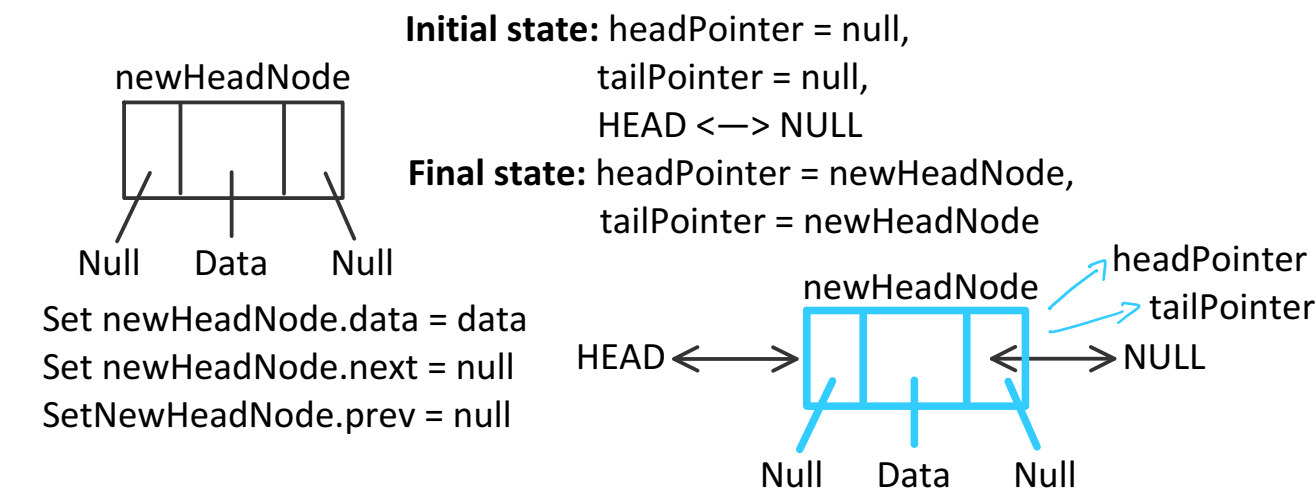 Initial state: headPointer = null,
tailPointer = null,
HEAD <—> NULL
Final state: headPointer = newHeadNode,
tailPointer = newHeadNode
newHeadNode
Null Data Null
Set newHeadNode.data = data
Set newHeadNode.next = null
SetNewHeadNode.prev = null
headPointer
tailPointer
newHeadNode
HEAD NULL
Null Data Null